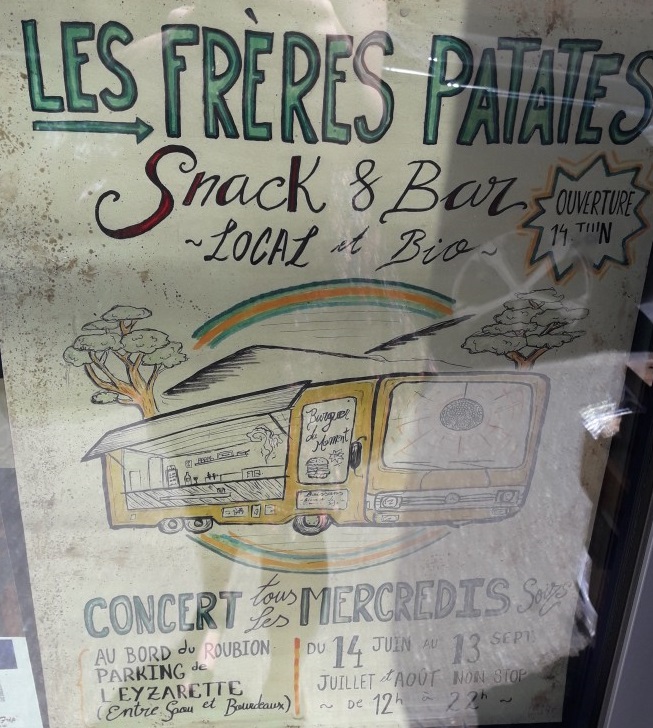 LES FRÈRES PATATES
Snack & Bar
~ LOCAL et Bio ~
OUVERTURE
14 JUIN
Burguer
du
Moment
CONCERT tous les MERCREDIS Soirs
AU BORD du ROUBION
PARKING de
L'EYZARETTE
(Entre Saou et Bourdeaux)
DU 14 JUIN AU 13 SEPT
JUILLET et AOÛT NON STOP
~ DE 12h à 22h ~